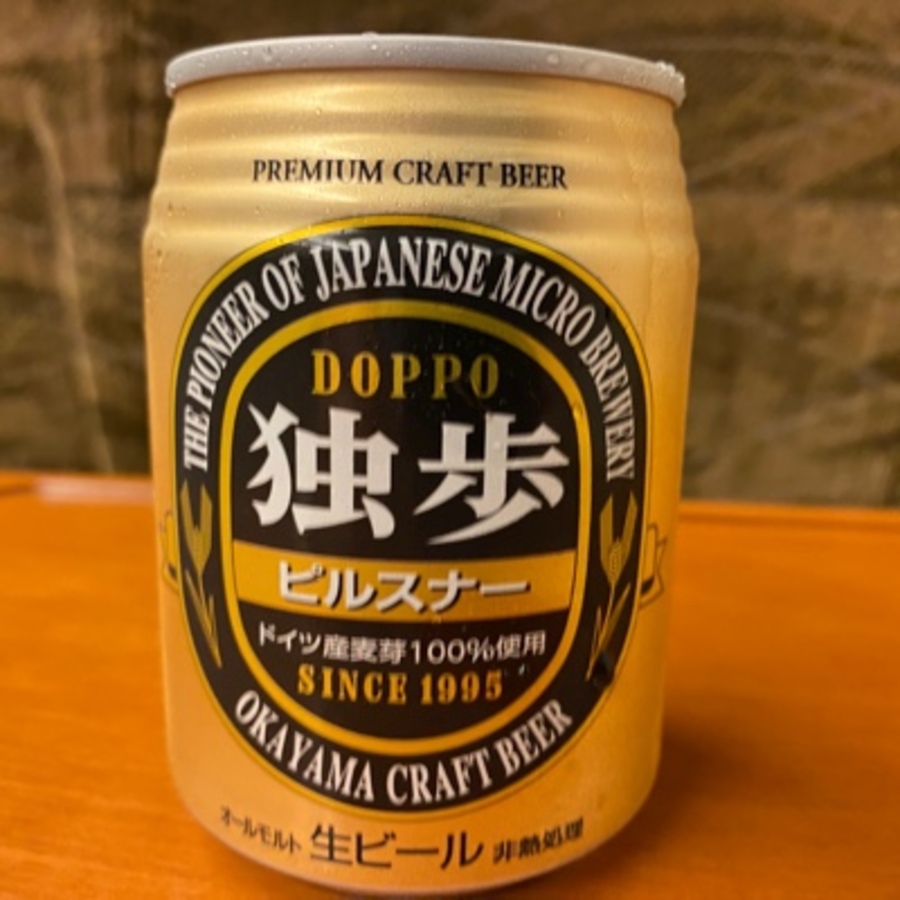 PREMIUM CRAFT BEER
THE PIONEER OF JAPANESE MICRO BREWERY
DOPPO
独歩
ピルスナー
ドイツ産麦芽100%使用
SINCE 1995
OKAYAMA CRAFT BEER
オールモルト 生ビール 非熱処理